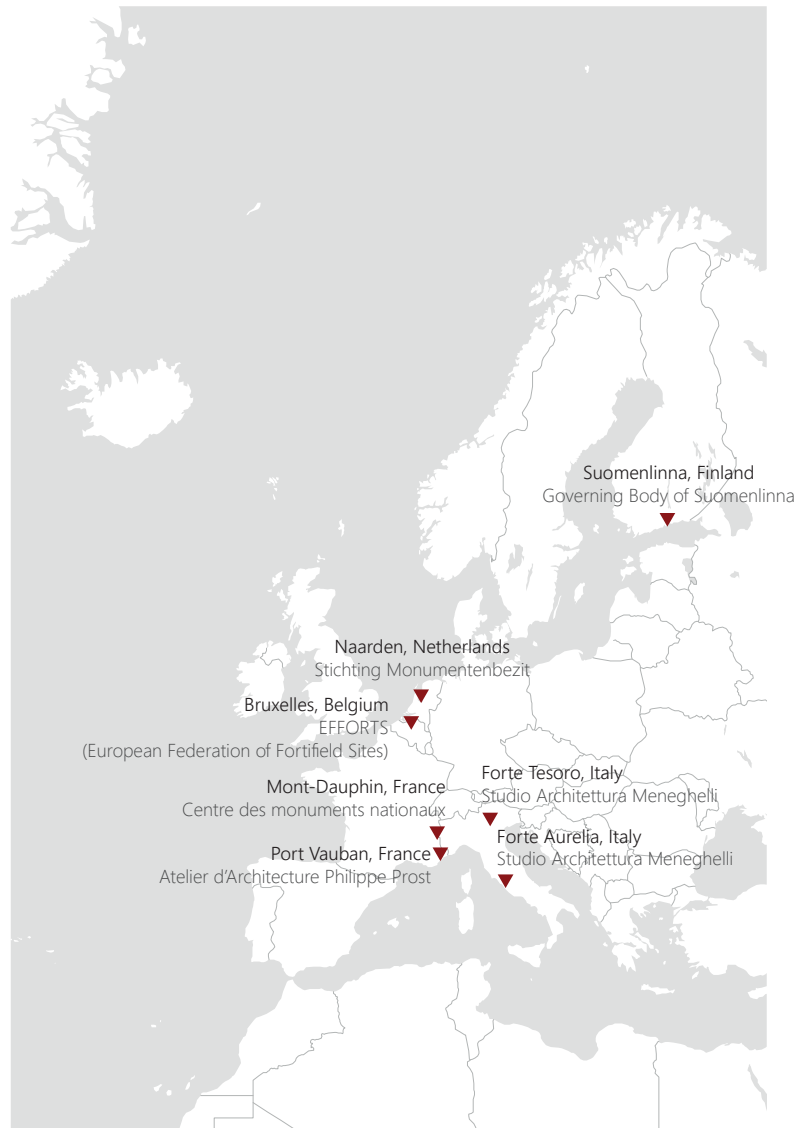 Suomenlinna, Finland
Governing Body of Suomenlinna
Naarden, Netherlands
Stichting Monumentenbezit
Bruxelles, Belgium
EFFORTS
(European Federation of Fortifield Sites)
Mont-Dauphin, France
Centre des monuments nationaux
Forte Tesoro, Italy
Studio Architettura Meneghelli
Port Vauban, France
Atelier d’Architecture Philippe Prost
Forte Aurelia, Italy
Studio Architettura Meneghelli